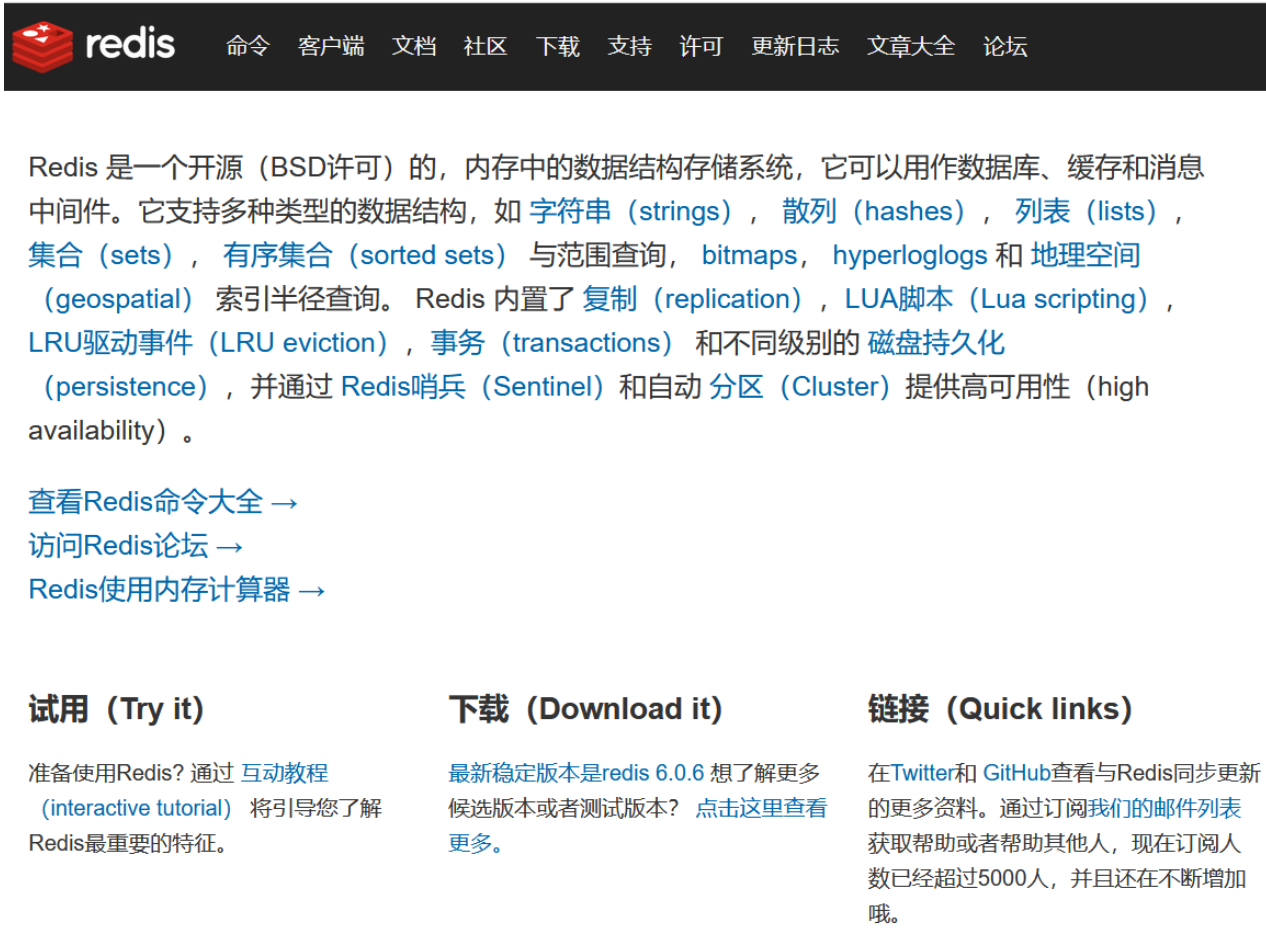 redis 命令 客户端 文档 社区 下载 支持 许可 更新日志 文章大全 论坛
Redis 是一个开源（BSD许可）的，内存中的数据结构存储系统，它可以用作数据库、缓存和消息
中间件。它支持多种类型的数据结构，如 字符串（strings）， 散列（hashes）， 列表（lists），
集合（sets）， 有序集合（sorted sets） 与范围查询， bitmaps， hyperloglogs 和 地理空间
（geospatial） 索引半径查询。 Redis 内置了 复制（replication），LUA脚本（Lua scripting），
LRU驱动事件（LRU eviction），事务（transactions） 和不同级别的 磁盘持久化
（persistence），并通过 Redis哨兵（Sentinel）和自动 分区（Cluster）提供高可用性（high
availability）。
查看Redis命令大全 →
访问Redis论坛 →
Redis使用内存计算器 →
试用（Try it）
准备使用Redis? 通过 互动教程
（interactive tutorial） 将引导您了解
Redis最重要的特征。
下载（Download it）
最新稳定版本是redis 6.0.6 想了解更多
候选版本或者测试版本？ 点击这里查看
更多。
链接（Quick links）
在Twitter和 GitHub查看与Redis同步更新
的更多资料。通过订阅我们的邮件列表
获取帮助或者帮助其他人，现在订阅人
数已经超过5000人，并且还在不断增加
哦。